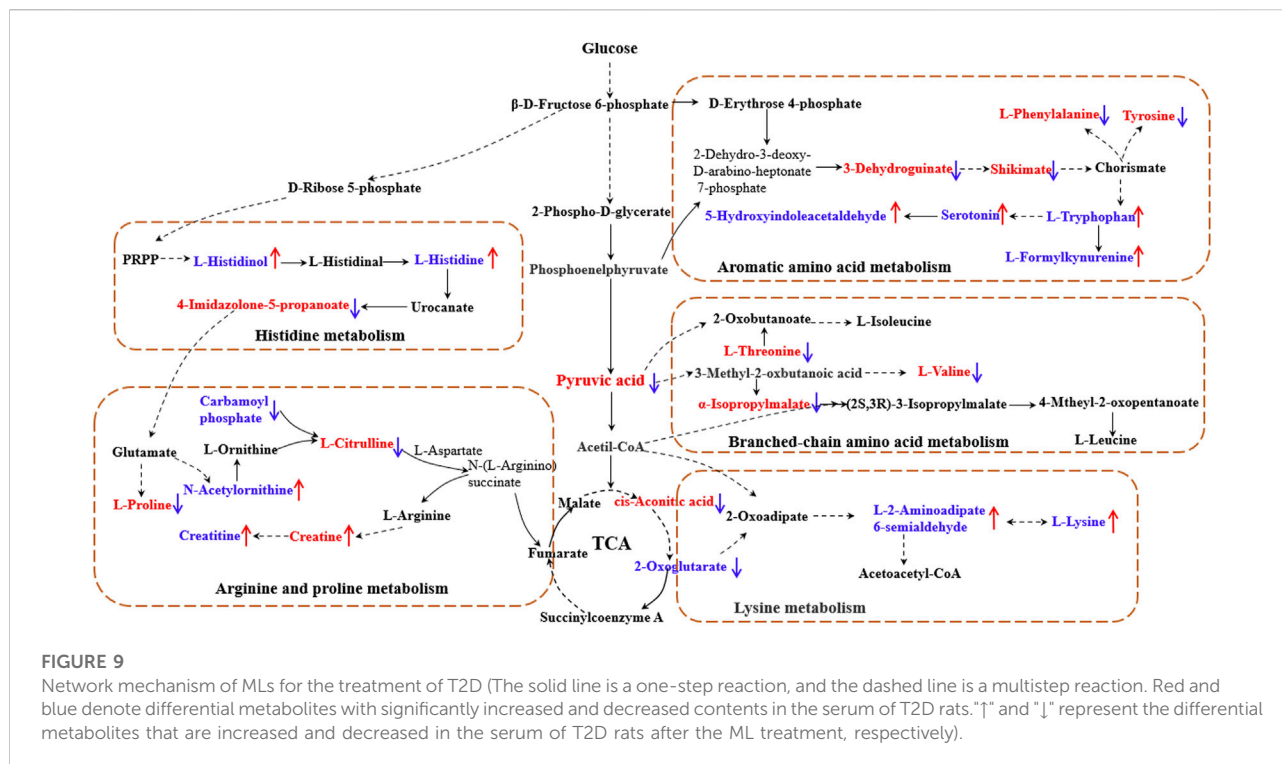 Glucose
β-D-Fructose 6-phosphate
D-Erythrose 4-phosphate
L-Phenylalanine↓
Tyrosine↓
2-Dehydro-3-deoxy-
D-arabino-heptonate
7-phosphate
3-Dehydroguinate↓
Shikimate↓
Chorismate
D-Ribose 5-phosphate
2-Phospho-D-glycerate
5-Hydroxyindoleacetaldehyde↑
Serotonin↑
L-Tryphophan↑
L-Formylkynurenine↑
Aromatic amino acid metabolism
PRPP
L-Histidinol↑
L-Histidinal
L-Histidine↑
Phosphoenelphyruvate
4-Imidazolone-5-propanoate↓
Urocanate
Histidine metabolism
2-Oxobutanoate
L-Isoleucine
L-Threonine↓
Pyruvic acid↓
3-Methyl-2-oxbutanoic acid
L-Valine↓
α-Isopropylmalate↓
(2S,3R)-3-Isopropylmalate
4-Mtheyl-2-oxopentanoate
Branched-chain amino acid metabolism
L-Leucine
Carbamoyl
phosphate↓
Glutamate
L-Ornithine
L-Citrulline↓
L-Aspartate
N-(L-Arginino)
succinate
Acetil-CoA
L-Proline↓
N-Acetylornithine↑
L-Arginine
Creatitine↑
Creatine↑
Arginine and proline metabolism
Malate
cis-Aconitic acid↓
TCA
Fumarate
2-Oxoglutarate↓
Succinylcoenzyme A
2-Oxoadipate
L-2-Aminoadipate
6-semialdehyde↑
L-Lysine↑
Acetoacetyl-CoA
Lysine metabolism
FIGURE 9
Network mechanism of MLs for the treatment of T2D (The solid line is a one-step reaction, and the dashed line is a multistep reaction. Red and
blue denote differential metabolites with significantly increased and decreased contents in the serum of T2D rats."↑" and "↓" represent the differential
metabolites that are increased and decreased in the serum of T2D rats after the ML treatment, respectively).